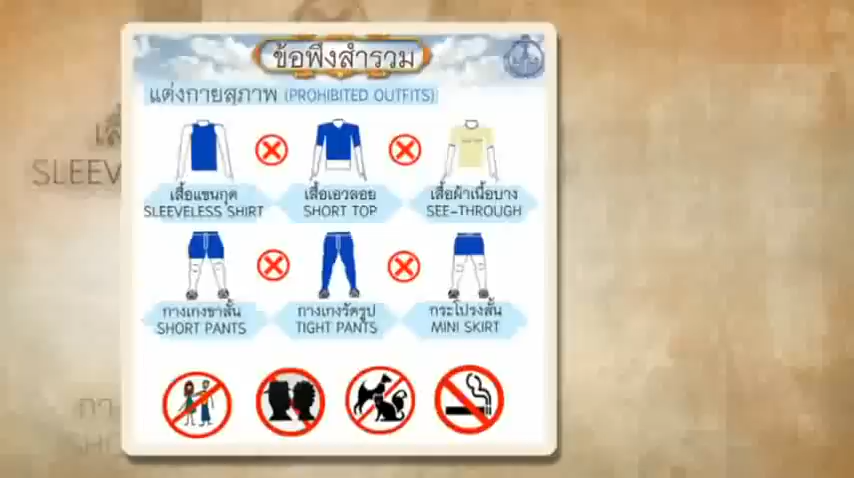 ข้อพึงสำรวม
แต่งกายสุภาพ (PROHIBITED OUTFITS)
เสื้อแขนกุด เสื้อเอวลอย เสื้อผ้าเนื้อบาง
SLEEVELESS SHIRT SHORT TOP SEE-THROUGH
กางเกงขาสั้น กางเกงรัดรูป กระโปรงสั้น
SHORT PANTS TIGHT PANTS MINI SKIRT